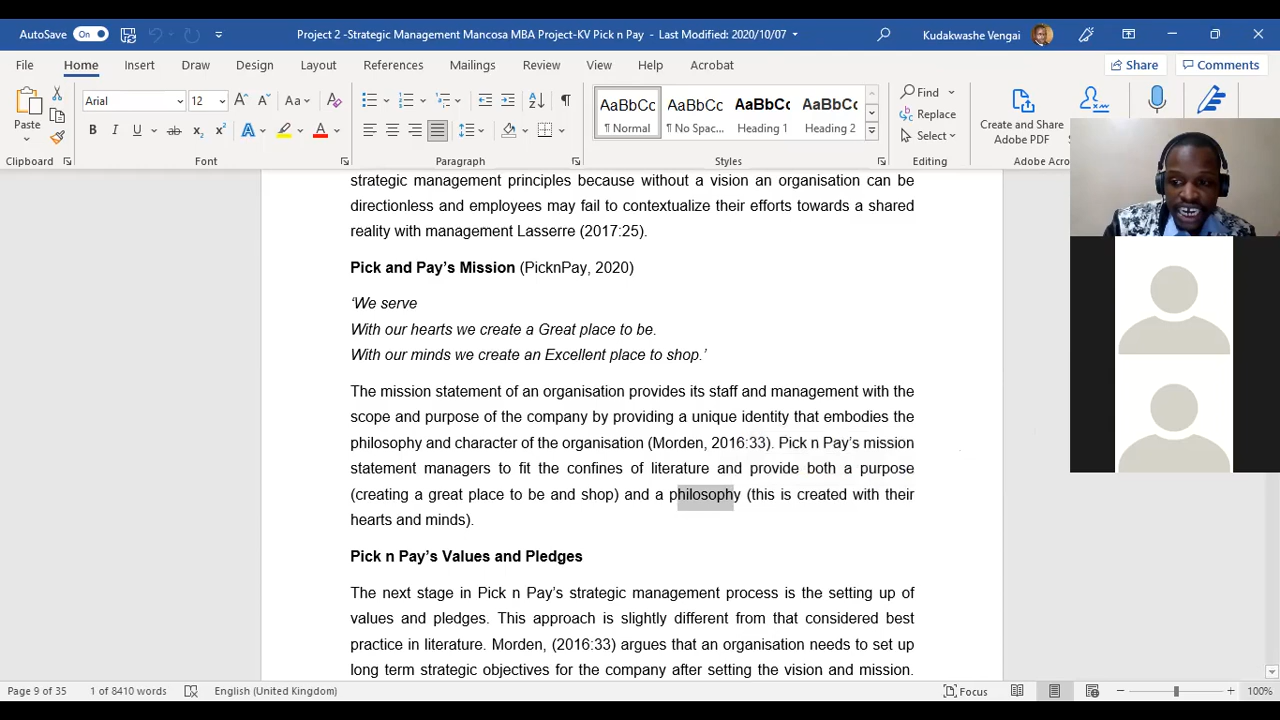 AutoSave On Project 2 -Strategic Management Mancosa MBA Project-KV Pick n Pay - Last Modified: 2020/10/07 Kudakwashe Vengai
File Home Insert Draw Design Layout References Mailings Review View Help Acrobat Share Comments
Paste Arial 12 Aa AaBbCc AaBbCc AaBbCc AaBbCc Find Replace Select
¶ Normal ¶ No Spac... Heading 1 Heading 2 Create and Share Adobe PDF
Clipboard Font Paragraph Styles Editing Adobe Acro
strategic management principles because without a vision an organisation can be
directionless and employees may fail to contextualize their efforts towards a shared
reality with management Lasserre (2017:25).
Pick and Pay's Mission (PicknPay, 2020)
'We serve
With our hearts we create a Great place to be.
With our minds we create an Excellent place to shop.'
The mission statement of an organisation provides its staff and management with the
scope and purpose of the company by providing a unique identity that embodies the
philosophy and character of the organisation (Morden, 2016:33). Pick n Pay's mission
statement managers to fit the confines of literature and provide both a purpose
(creating a great place to be and shop) and a philosophy (this is created with their
hearts and minds).
Pick n Pay's Values and Pledges
The next stage in Pick n Pay's strategic management process is the setting up of
values and pledges. This approach is slightly different from that considered best
practice in literature. Morden, (2016:33) argues that an organisation needs to set up
long term strategic objectives for the company after setting the vision and mission.
Page 9 of 35 1 of 8410 words English (United Kingdom) Focus 100%